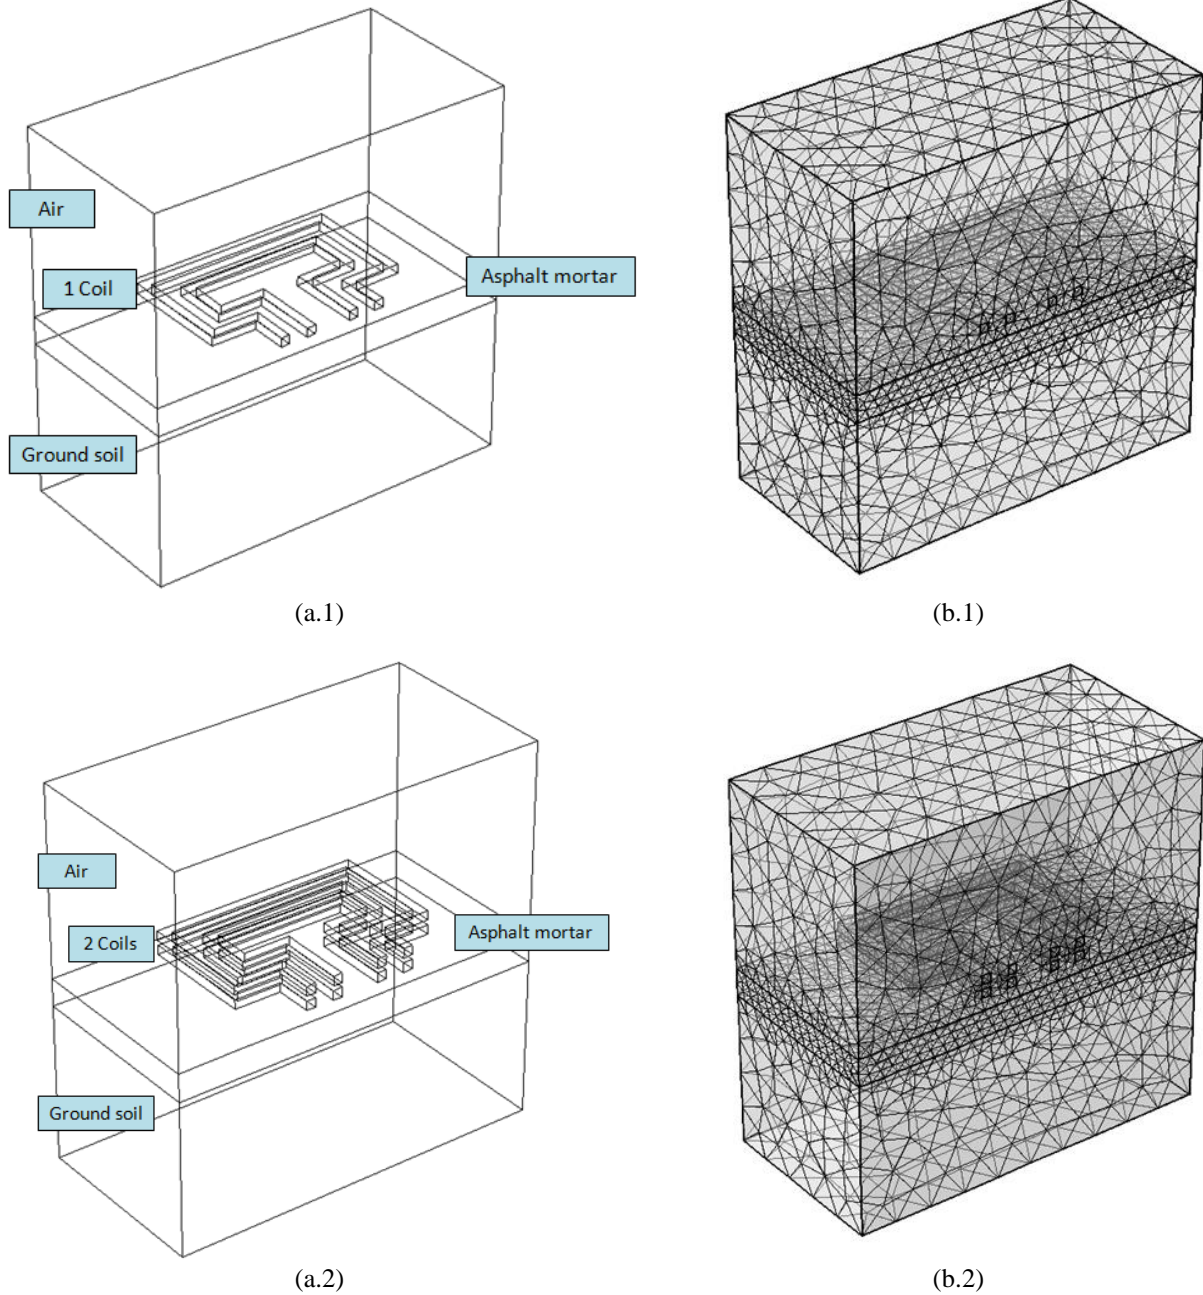 Air
1 Coil
Asphalt mortar
Ground soil
(a.1)
(b.1)
Air
2 Coils
Asphalt mortar
Ground soil
(a.2)
(b.2)